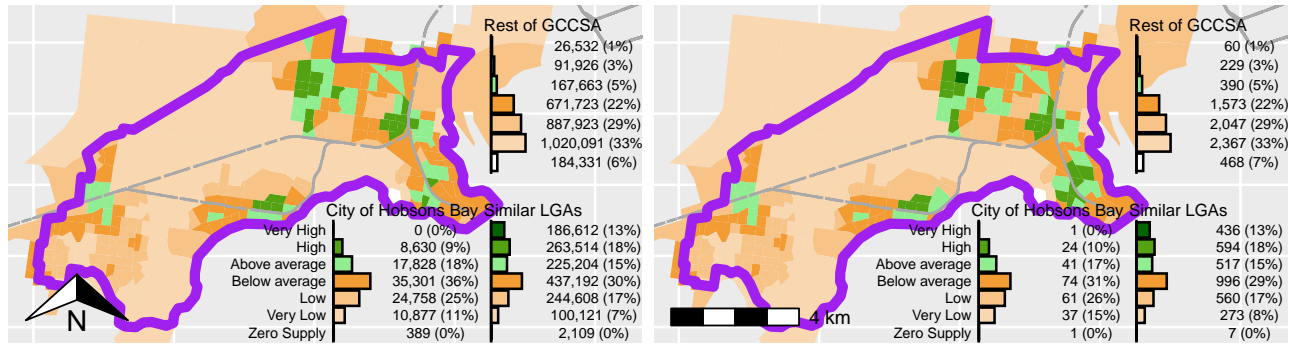 Rest of GCCSA
26,532 (1%)
91,926 (3%)
167,663 (5%)
671,723 (22%)
887,923 (29%)
1,020,091 (33%
184,331 (6%)
City of Hobsons Bay Similar LGAs
Very High 0 (0%) 186,612 (13%)
High 8,630 (9%) 263,514 (18%)
Above average 17,828 (18%) 225,204 (15%)
Below average 35,301 (36%) 437,192 (30%)
Low 24,758 (25%) 244,608 (17%)
Very Low 10,877 (11%) 100,121 (7%)
Zero Supply 389 (0%) 2,109 (0%)
N
Rest of GCCSA
60 (1%)
229 (3%)
390 (5%)
1,573 (22%)
2,047 (29%)
2,367 (33%)
468 (7%)
City of Hobsons Bay Similar LGAs
Very High 1 (0%) 436 (13%)
High 24 (10%) 594 (18%)
Above average 41 (17%) 517 (15%)
Below average 74 (31%) 996 (29%)
Low 61 (26%) 560 (17%)
Very Low 37 (15%) 273 (8%)
Zero Supply 1 (0%) 7 (0%)
4 km